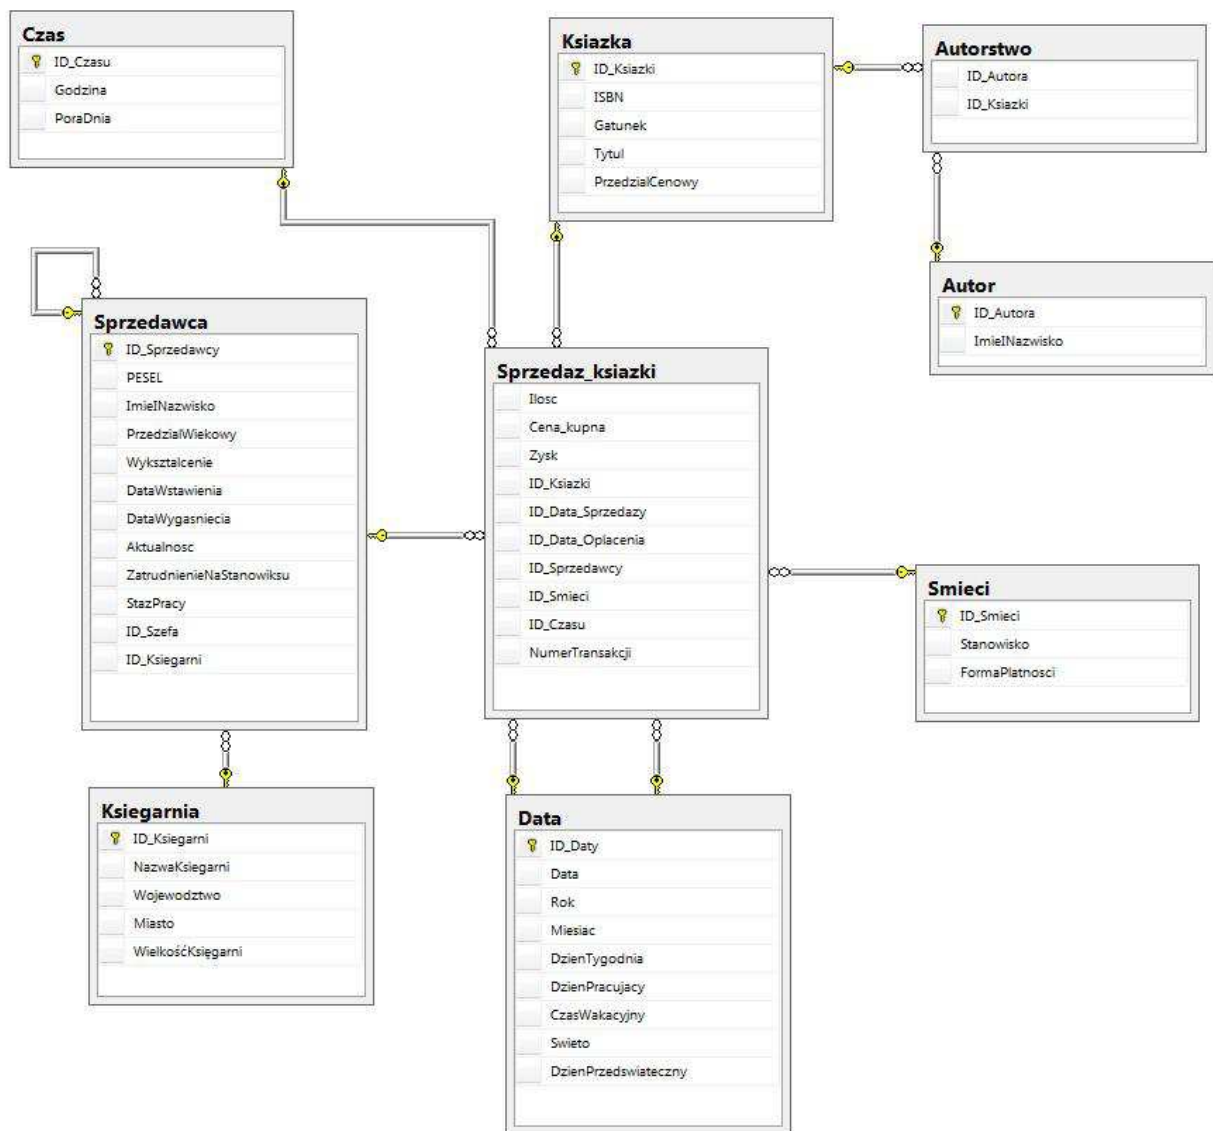 Czas
ID_Czasu
Godzina
PoraDnia
Ksiazka
ID_Ksiazki
ISBN
Gatunek
Tytul
PrzedzialCenowy
Autorstwo
ID_Autora
ID_Ksiazki
Autor
ID_Autora
ImieINazwisko
Sprzedawca
ID_Sprzedawcy
PESEL
ImieINazwisko
PrzedzialWiekowy
Wyksztalcenie
DataWstawienia
DataWygasniecia
Aktualnosc
ZatrudnienieNaStanowiksu
StazPracy
ID_Szefa
ID_Ksiegarni
Sprzedaz_ksiazki
Ilosc
Cena_kupna
Zysk
ID_Ksiazki
ID_Data_Sprzedazy
ID_Data_Oplacenia
ID_Sprzedawcy
ID_Smieci
ID_Czasu
NumerTransakcji
Smieci
ID_Smieci
Stanowisko
FormaPlatnosci
Ksiegarnia
ID_Ksiegarni
NazwaKsiegarni
Wojewodztwo
Miasto
WielkośćKsięgarni
Data
ID_Daty
Data
Rok
Miesiac
DzienTygodnia
DzienPracujacy
CzasWakacyjny
Swieto
DzienPrzedswiateczny